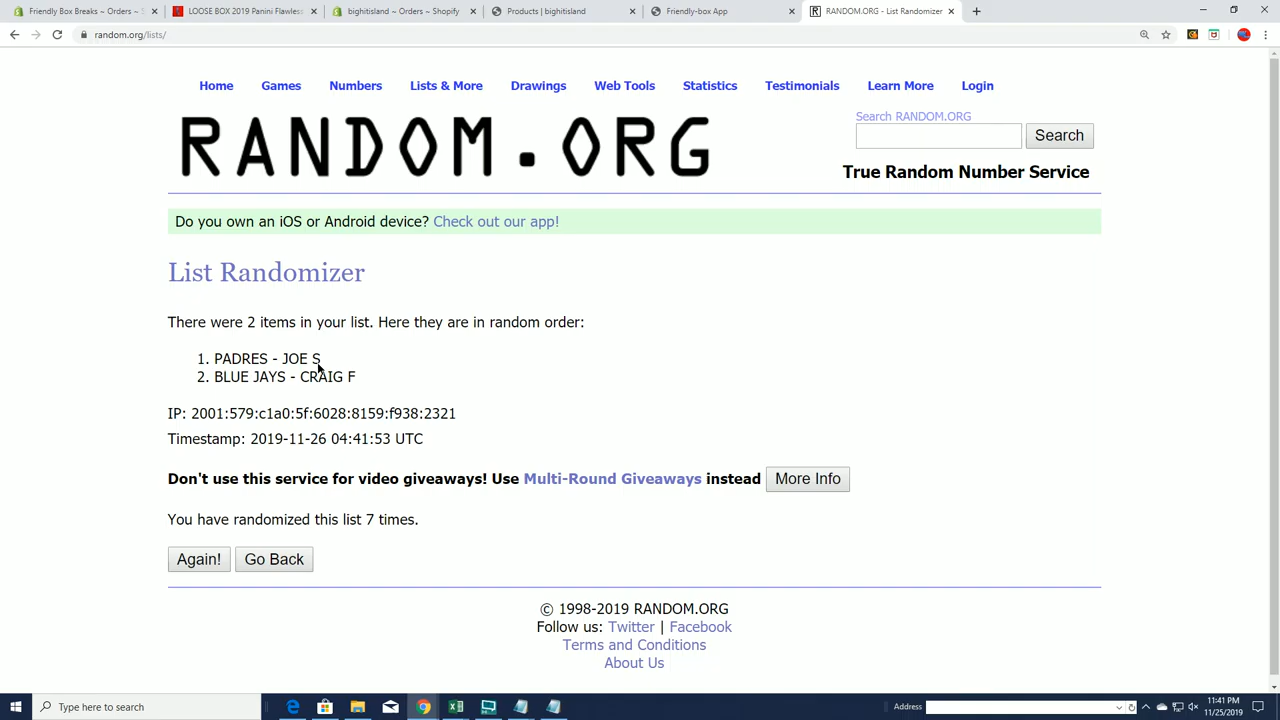 Friendly Box Breaks ~ Orders ~ S
LOOSE BOX 2019 Panini Flawless
bighitisland ~ Orders ~ Shopify
Products | bighitisland
Friendly-box App
RANDOM.ORG - List Randomizer
random.org/lists/
Home Games Numbers Lists & More Drawings Web Tools Statistics Testimonials Learn More Login
RANDOM.ORG
Search RANDOM.ORG
Search
True Random Number Service
Do you own an iOS or Android device? Check out our app!
List Randomizer
There were 2 items in your list. Here they are in random order:
1. PADRES - JOE S
2. BLUE JAYS - CRAIG F
IP: 2001:579:c1a0:5f:6028:8159:f938:2321
Timestamp: 2019-11-26 04:41:53 UTC
Don't use this service for video giveaways! Use Multi-Round Giveaways instead More Info
You have randomized this list 7 times.
Again! Go Back
© 1998-2019 RANDOM.ORG
Follow us: Twitter | Facebook
Terms and Conditions
About Us
Type here to search
Address
11:41 PM
11/25/2019